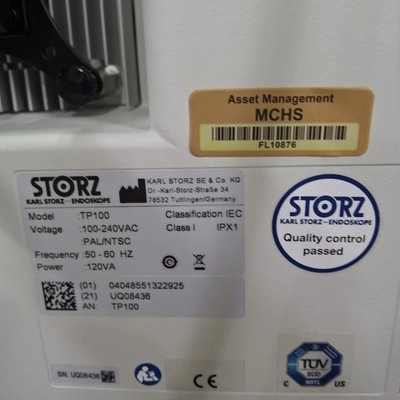 Asset Management
MCHS
FL10876
STORZ
KARL STORZ – ENDOSKOPE
KARL STORZ SE & Co. KG
Dr.-Karl-Storz-Straße 34
78532 Tuttlingen/Germany
Model :TP100 Classification IEC
Voltage :100-240VAC Class I IPX1
:PAL/NTSC
Frequency :50 - 60 HZ
Power :120VA
STORZ
KARL STORZ – ENDOSKOPE
Quality control
passed
(01) 04048551322925
(21) UQ08436
AN: TP100
SN: UQ08436
CE
TÜV
SÜD
NRTL
C US